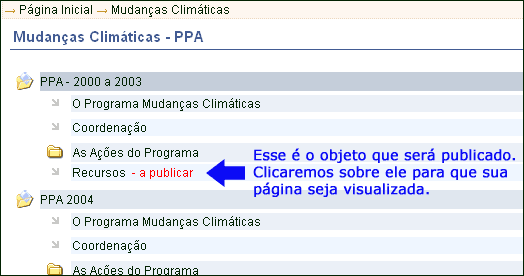 → Página Inicial → Mudanças Climáticas
Mudanças Climáticas - PPA
PPA - 2000 a 2003
O Programa Mudanças Climáticas
Coordenação
As Ações do Programa
Recursos - a publicar
Esse é o objeto que será publicado.
Clicaremos sobre ele para que sua
página seja visualizada.
PPA 2004
O Programa Mudanças Climáticas
Coordenação
As Ações do Programa